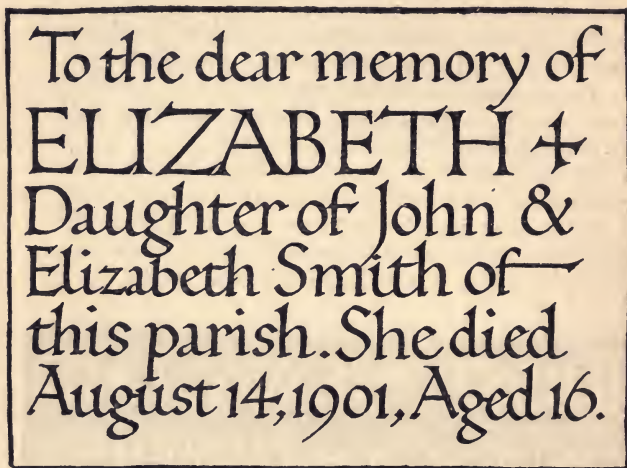 To the dear memory of
ELIZABETH +
Daughter of John &
Elizabeth Smith of
this parish. She died
August 14, 1901, Aged 16.